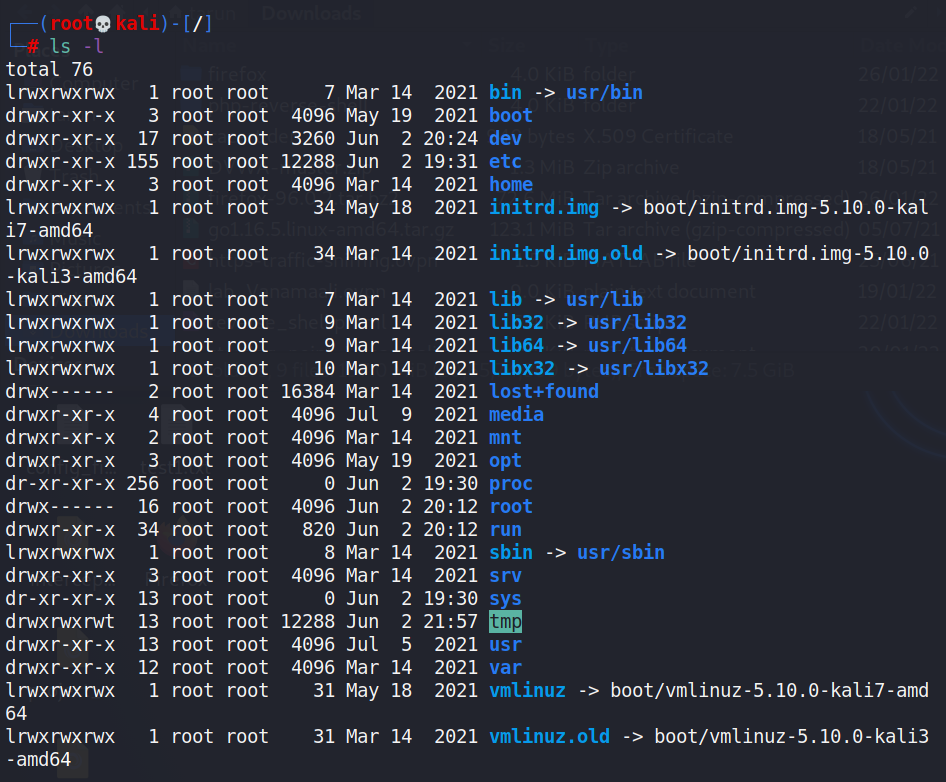 ┌──(root💀kali)-[/]
└─# ls -l
total 76
lrwxrwxrwx   1 root root     7 Mar 14  2021 bin -> usr/bin
drwxr-xr-x   3 root root  4096 May 19  2021 boot
drwxr-xr-x  17 root root  3260 Jun  2 20:24 dev
drwxr-xr-x 155 root root 12288 Jun  2 19:31 etc
drwxr-xr-x   3 root root  4096 Mar 14  2021 home
lrwxrwxrwx   1 root root    34 May 18  2021 initrd.img -> boot/initrd.img-5.10.0-kal
i7-amd64
lrwxrwxrwx   1 root root    34 Mar 14  2021 initrd.img.old -> boot/initrd.img-5.10.0
-kali3-amd64
lrwxrwxrwx   1 root root     7 Mar 14  2021 lib -> usr/lib
lrwxrwxrwx   1 root root     9 Mar 14  2021 lib32 -> usr/lib32
lrwxrwxrwx   1 root root     9 Mar 14  2021 lib64 -> usr/lib64
lrwxrwxrwx   1 root root    10 Mar 14  2021 libx32 -> usr/libx32
drwx------   2 root root 16384 Mar 14  2021 lost+found
drwxr-xr-x   4 root root  4096 Jul  9  2021 media
drwxr-xr-x   2 root root  4096 Mar 14  2021 mnt
drwxr-xr-x   3 root root  4096 May 19  2021 opt
dr-xr-xr-x 256 root root     0 Jun  2 19:30 proc
drwx------  16 root root  4096 Jun  2 20:12 root
drwxr-xr-x  34 root root   820 Jun  2 20:12 run
lrwxrwxrwx   1 root root     8 Mar 14  2021 sbin -> usr/sbin
drwxr-xr-x   3 root root  4096 Mar 14  2021 srv
dr-xr-xr-x  13 root root     0 Jun  2 19:30 sys
drwxrwxrwt  13 root root 12288 Jun  2 21:57 tmp
drwxr-xr-x  13 root root  4096 Jul  5  2021 usr
drwxr-xr-x  12 root root  4096 Mar 14  2021 var
lrwxrwxrwx   1 root root    31 May 18  2021 vmlinuz -> boot/vmlinuz-5.10.0-kali7-amd
64
lrwxrwxrwx   1 root root    31 Mar 14  2021 vmlinuz.old -> boot/vmlinuz-5.10.0-kali3
-amd64